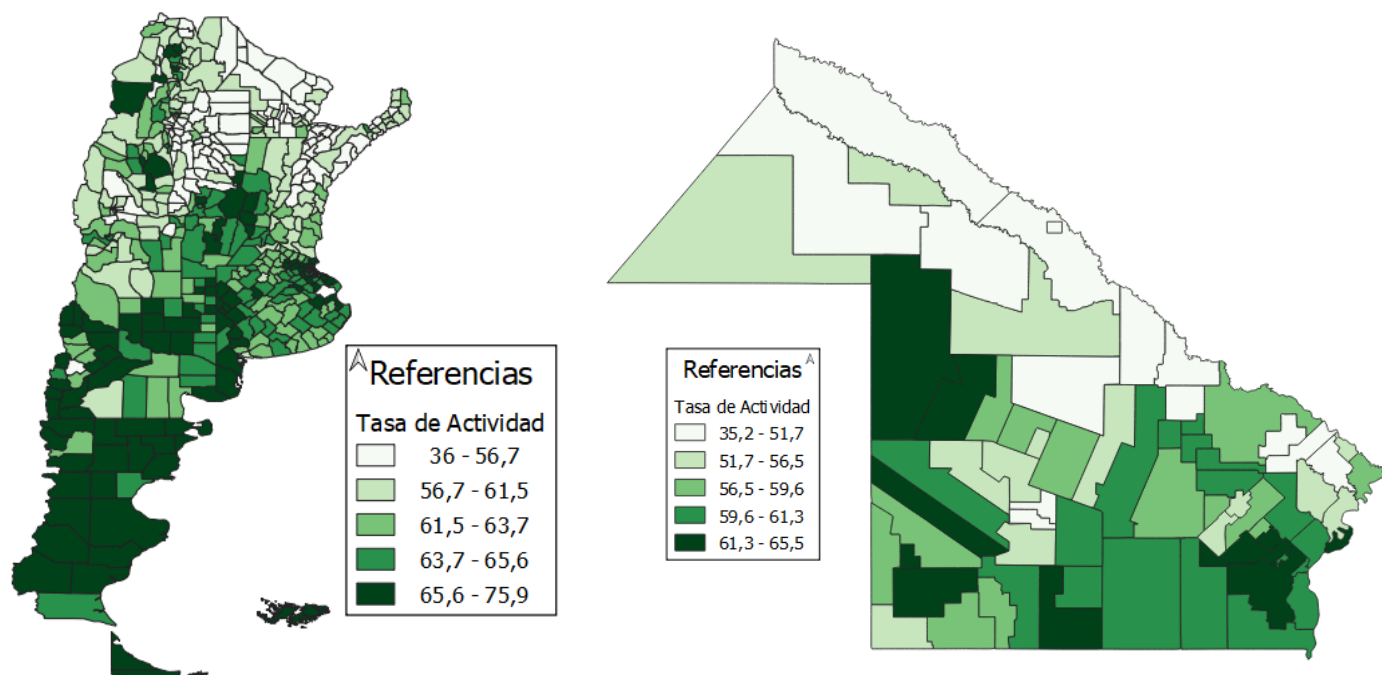 Referencias
Tasa de Actividad
36 - 56,7
56,7 - 61,5
61,5 - 63,7
63,7 - 65,6
65,6 - 75,9
Referencias
Tasa de Actividad
35,2 - 51,7
51,7 - 56,5
56,5 - 59,6
59,6 - 61,3
61,3 - 65,5